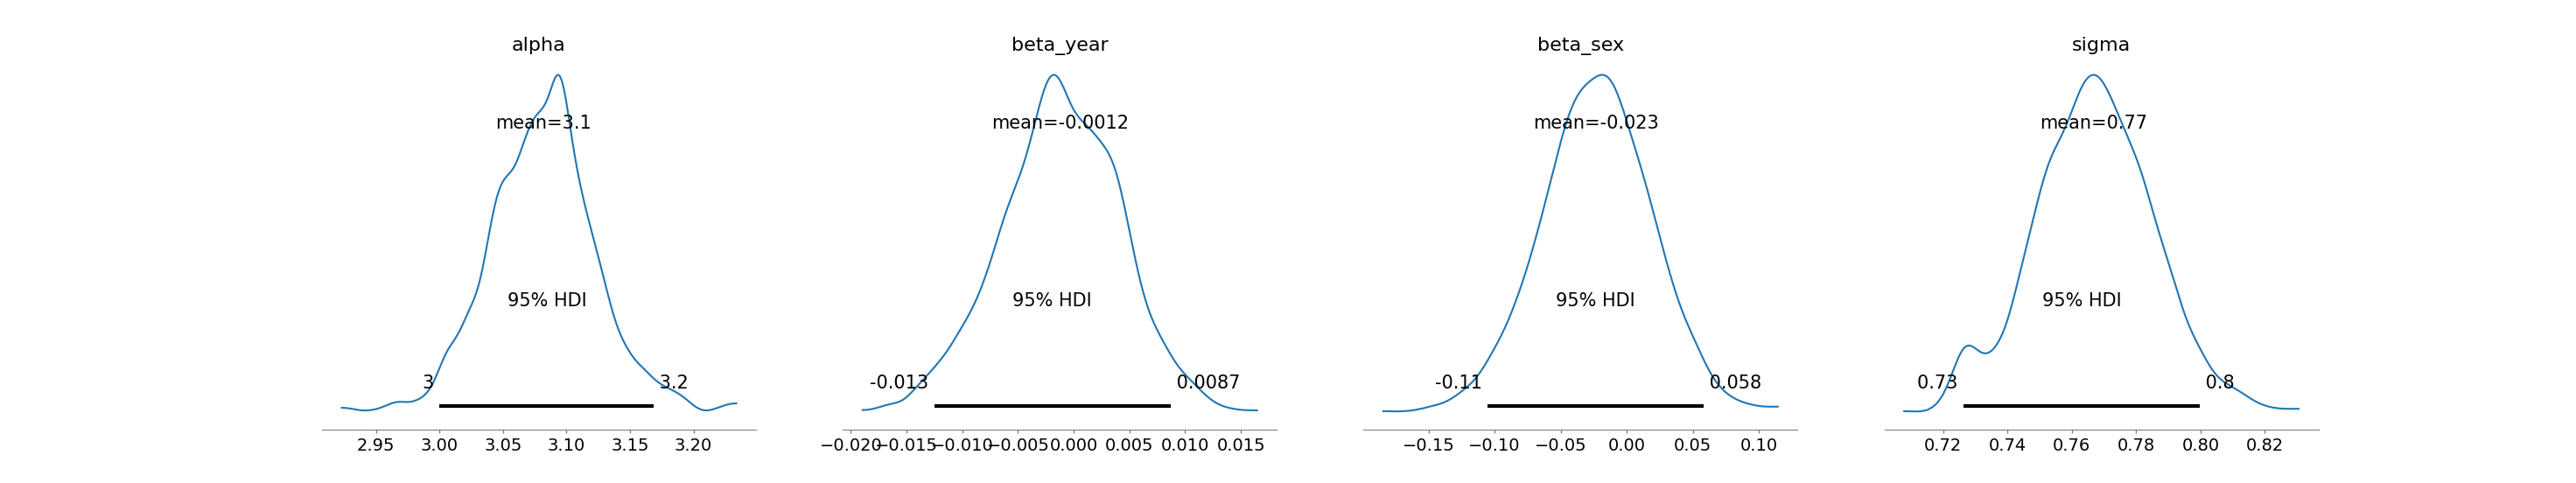 alpha
mean=3.1
95% HDI
3 3.2
2.95 3.00 3.05 3.10 3.15 3.20
beta_year
mean=-0.0012
95% HDI
-0.013 0.0087
−0.020 −0.015 −0.010 −0.005 0.000 0.005 0.010 0.015
beta_sex
mean=-0.023
95% HDI
-0.11 0.058
−0.15 −0.10 −0.05 0.00 0.05 0.10
sigma
mean=0.77
95% HDI
0.73 0.8
0.72 0.74 0.76 0.78 0.80 0.82